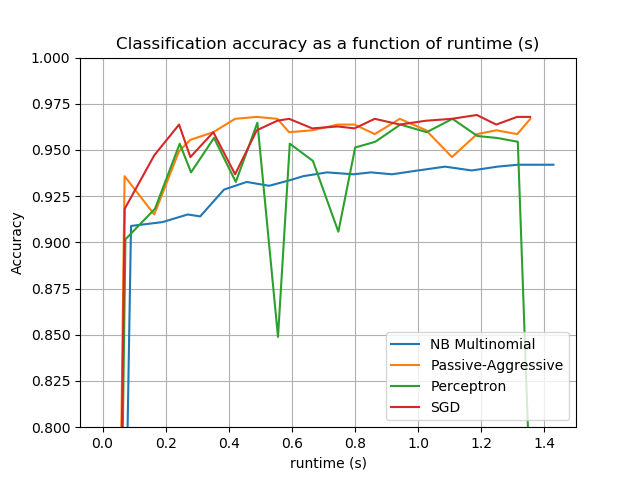 Classification accuracy as a function of runtime (s)
1.000
0.975
0.950
0.925
0.900
0.875
0.850
0.825
0.800
Accuracy
NB Multinomial
Passive-Aggressive
Perceptron
SGD
0.0 0.2 0.4 0.6 0.8 1.0 1.2 1.4
runtime (s)